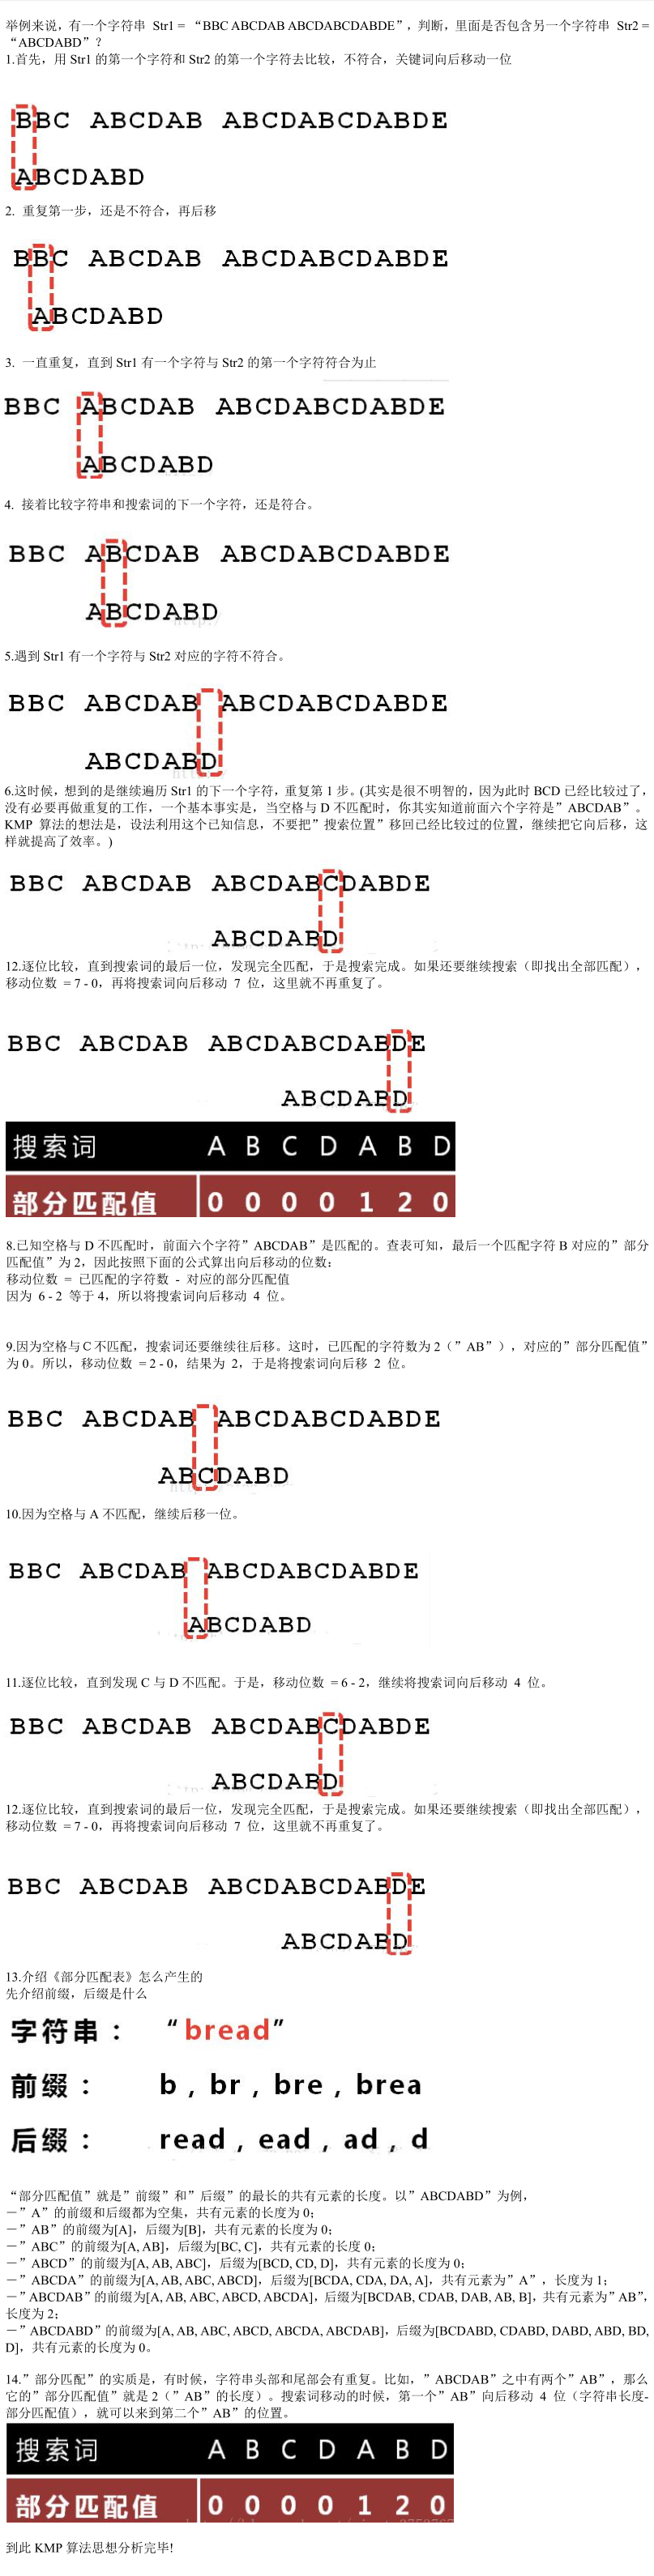 举例来说，有一个字符串 Str1 = “BBC ABCDAB ABCDABCDABDE”，判断，里面是否包含另一个字符串 Str2 =
“ABCDABD”？
1.首先，用 Str1 的第一个字符和 Str2 的第一个字符去比较，不符合，关键词向后移动一位
BBC ABCDAB ABCDABCDABDE
ABCDABD
2. 重复第一步，还是不符合，再后移
BBC ABCDAB ABCDABCDABDE
ABCDABD
3. 一直重复，直到 Str1 有一个字符与 Str2 的第一个字符符合为止
BBC ABCDAB ABCDABCDABDE
ABCDABD
4. 接着比较字符串和搜索词的下一个字符，还是符合。
BBC ABCDAB ABCDABCDABDE
ABCDABD
5.遇到 Str1 有一个字符与 Str2 对应的字符不符合。
BBC ABCDAB ABCDABCDABDE
ABCDABD
6.这时候，想到的是继续遍历 Str1 的下一个字符，重复第 1 步。(其实是很不明智的，因为此时 BCD 已经比较过了，
没有必要再做重复的工作，一个基本事实是，当空格与 D 不匹配时，你其实知道前面六个字符是”ABCDAB”。
KMP 算法的想法是，设法利用这个已知信息，不要把”搜索位置”移回已经比较过的位置，继续把它向后移，这
样就提高了效率。)
BBC ABCDAB ABCDABCDABDE
ABCDABD
12.逐位比较，直到搜索词的最后一位，发现完全匹配，于是搜索完成。如果还要继续搜索（即找出全部匹配），
移动位数 = 7 - 0，再将搜索词向后移动 7 位，这里就不再重复了。
BBC ABCDAB ABCDABCDABDE
ABCDABD
搜索词 A B C D A B D
部分匹配值 0 0 0 0 1 2 0
8.已知空格与 D 不匹配时，前面六个字符”ABCDAB”是匹配的。查表可知，最后一个匹配字符 B 对应的”部分
匹配值”为 2，因此按照下面的公式算出向后移动的位数：
移动位数 = 已匹配的字符数 - 对应的部分匹配值
因为 6 - 2 等于 4，所以将搜索词向后移动 4 位。
9.因为空格与Ｃ不匹配，搜索词还要继续往后移。这时，已匹配的字符数为 2（”AB”），对应的”部分匹配值”
为 0。所以，移动位数 = 2 - 0，结果为 2，于是将搜索词向后移 2 位。
BBC ABCDAB ABCDABCDABDE
ABCDABD
10.因为空格与 A 不匹配，继续后移一位。
BBC ABCDAB ABCDABCDABDE
ABCDABD
11.逐位比较，直到发现 C 与 D 不匹配。于是，移动位数 = 6 - 2，继续将搜索词向后移动 4 位。
BBC ABCDAB ABCDABCDABDE
ABCDABD
12.逐位比较，直到搜索词的最后一位，发现完全匹配，于是搜索完成。如果还要继续搜索（即找出全部匹配），
移动位数 = 7 - 0，再将搜索词向后移动 7 位，这里就不再重复了。
BBC ABCDAB ABCDABCDABDE
ABCDABD
13.介绍《部分匹配表》怎么产生的
先介绍前缀，后缀是什么
字符串： “bread”
前缀： b , br , bre , brea
后缀： read , ead , ad , d
“部分匹配值”就是”前缀”和”后缀”的最长的共有元素的长度。以”ABCDABD”为例，
－”A”的前缀和后缀都为空集，共有元素的长度为 0；
－”AB”的前缀为[A]，后缀为[B]，共有元素的长度为 0；
－”ABC”的前缀为[A, AB]，后缀为[BC, C]，共有元素的长度 0；
－”ABCD”的前缀为[A, AB, ABC]，后缀为[BCD, CD, D]，共有元素的长度为 0；
－”ABCDA”的前缀为[A, AB, ABC, ABCD]，后缀为[BCDA, CDA, DA, A]，共有元素为”A”，长度为 1；
－”ABCDAB”的前缀为[A, AB, ABC, ABCD, ABCDA]，后缀为[BCDAB, CDAB, DAB, AB, B]，共有元素为”AB”，
长度为 2；
－”ABCDABD”的前缀为[A, AB, ABC, ABCD, ABCDA, ABCDAB]，后缀为[BCDABD, CDABD, DABD, ABD, BD,
D]，共有元素的长度为 0。
14.”部分匹配”的实质是，有时候，字符串头部和尾部会有重复。比如，”ABCDAB”之中有两个”AB”，那么
它的”部分匹配值”就是 2（”AB”的长度）。搜索词移动的时候，第一个”AB”向后移动 4 位（字符串长度-
部分匹配值），就可以来到第二个”AB”的位置。
搜索词 A B C D A B D
部分匹配值 0 0 0 0 1 2 0
到此 KMP 算法思想分析完毕!